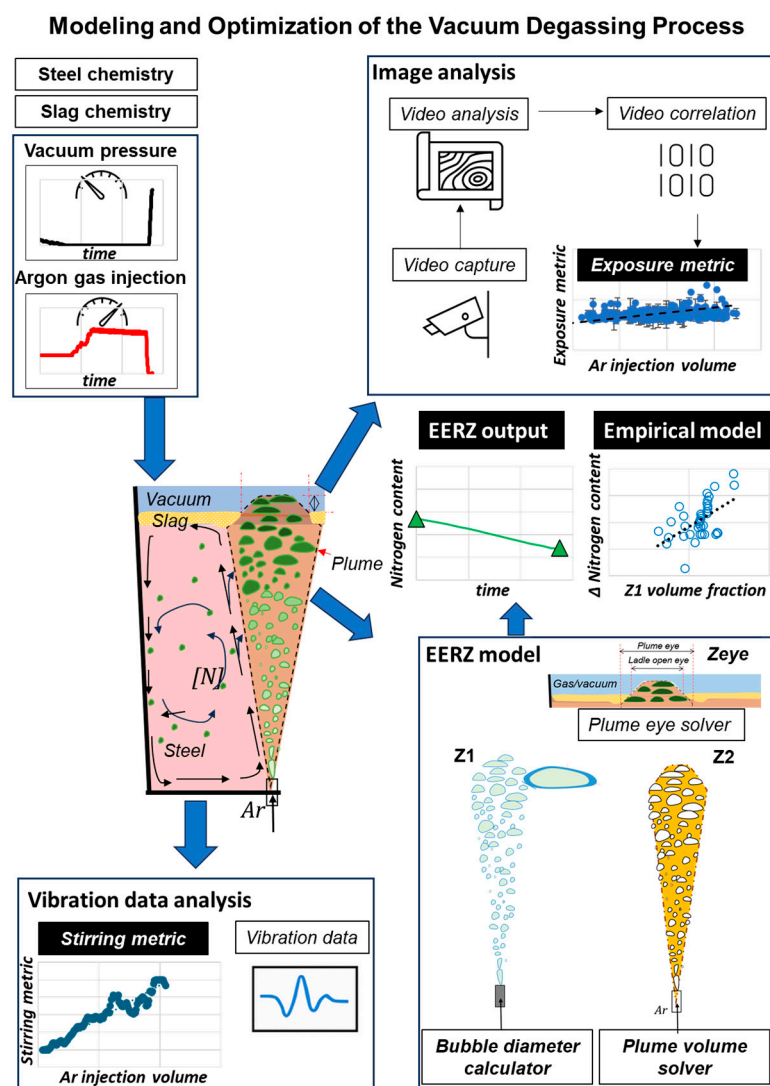 Modeling and Optimization of the Vacuum Degassing Process
Steel chemistry
Slag chemistry
Vacuum pressure
time
Argon gas injection
time
Image analysis
Video analysis
Video correlation
|O|O
|O|O
Video capture
Exposure metric
Exposure metric
Ar injection volume
Vacuum
Slag
Plume
[N]
Steel
Ar
EERZ output
Nitrogen content
time
Empirical model
Δ Nitrogen content
Z1 volume fraction
EERZ model
Plume eye
Ladle open eye
Zeye
Gas/vacuum
Plume eye solver
Z1
Z2
Ar
Bubble diameter
calculator
Plume volume
solver
Vibration data analysis
Stirring metric
Vibration data
Stirring metric
Ar injection volume